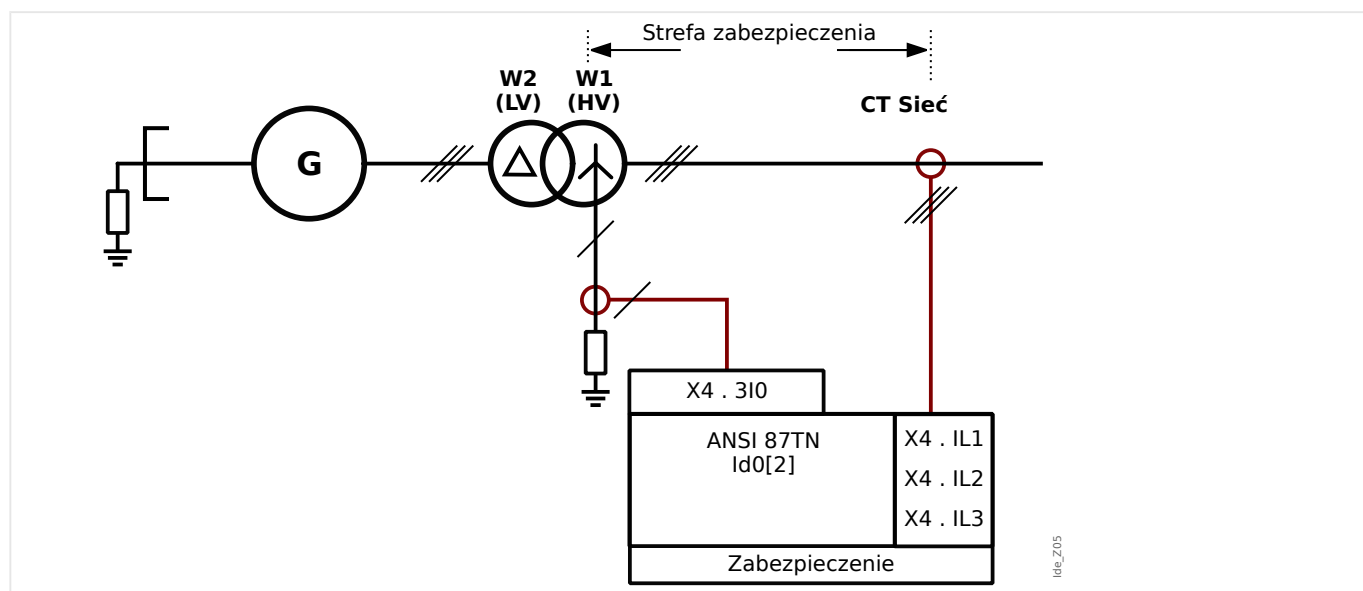 Strefa zabezpieczenia
W2
(LV)
W1
(HV)
CT Sieć
G
X4 . 3I0
ANSI 87TN
Id0[2]
X4 . IL1
X4 . IL2
X4 . IL3
Zabezpieczenie
Ide_Z05